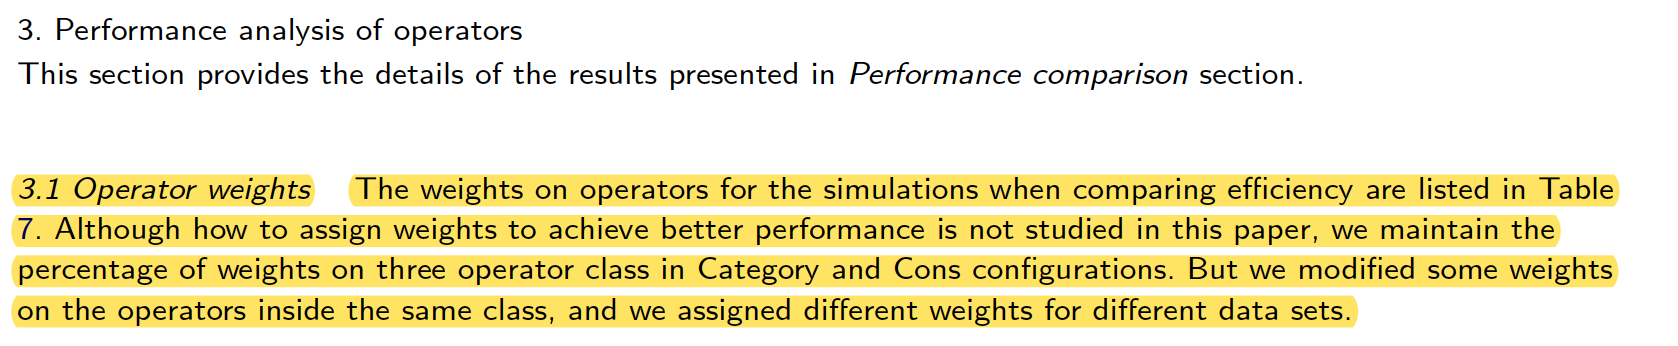 3. Performance analysis of operators
This section provides the details of the results presented in Performance comparison section.
3.1 Operator weights The weights on operators for the simulations when comparing efficiency are listed in Table
7. Although how to assign weights to achieve better performance is not studied in this paper, we maintain the
percentage of weights on three operator class in Category and Cons configurations. But we modified some weights
on the operators inside the same class, and we assigned different weights for different data sets.